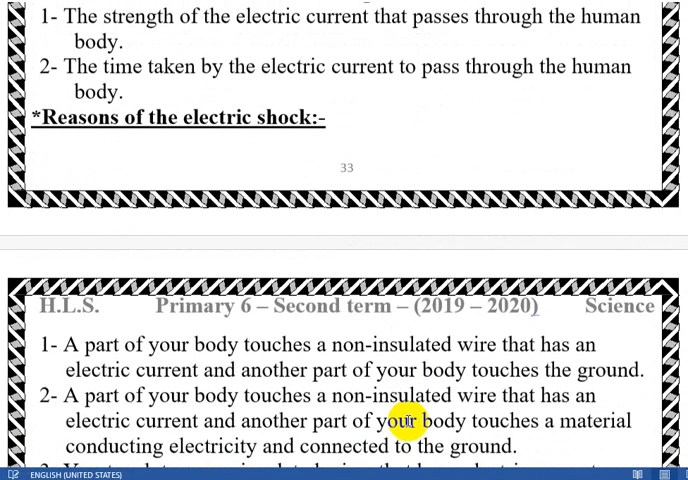 1- The strength of the electric current that passes through the human
body.
2- The time taken by the electric current to pass through the human
body.
*Reasons of the electric shock:-
33
H.L.S. Primary 6 – Second term – (2019 – 2020) Science
1- A part of your body touches a non-insulated wire that has an
electric current and another part of your body touches the ground.
2- A part of your body touches a non-insulated wire that has an
electric current and another part of your body touches a material
conducting electricity and connected to the ground.
ENGLISH (UNITED STATES)